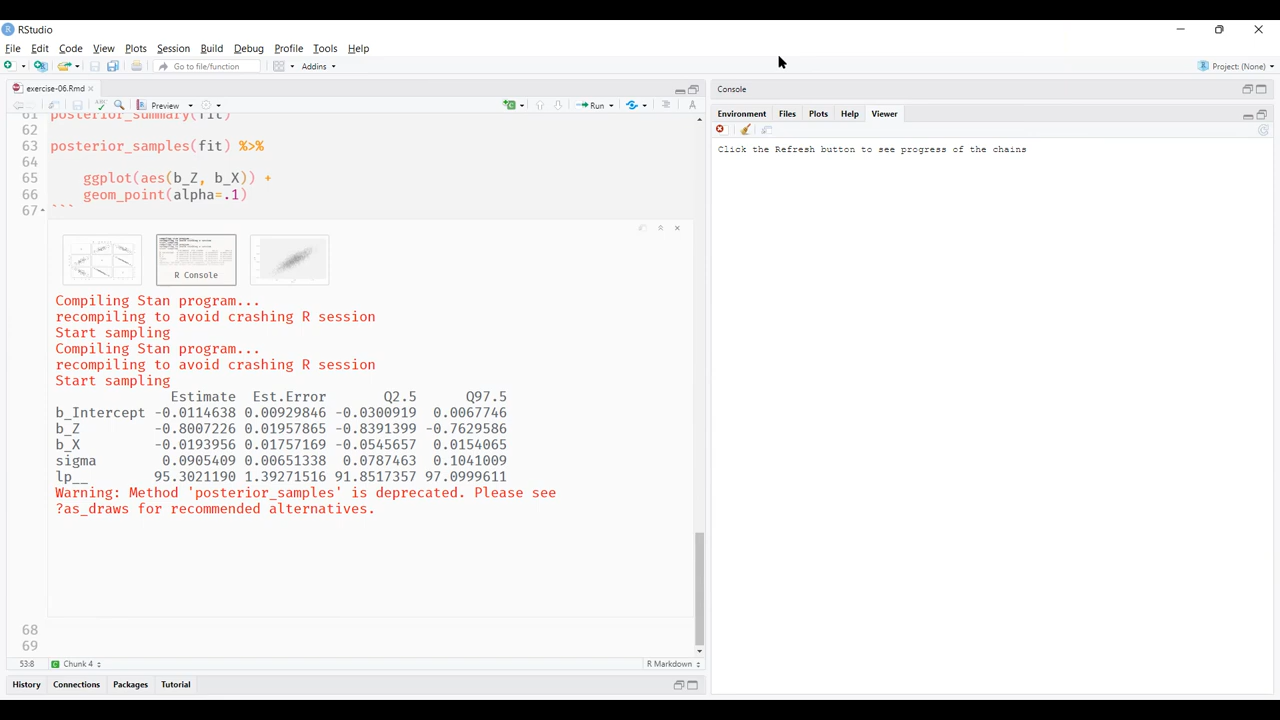 RStudio
File Edit Code View Plots Session Build Debug Profile Tools Help
Go to file/function Addins Project: (None)
exercise-06.Rmd
Preview Run
61 posterior_summary(fit)
62
63 posterior_samples(fit) %>%
64
65 ggplot(aes(b_Z, b_X)) +
66 geom_point(alpha=.1)
67 ```
R Console
Compiling Stan program...
recompiling to avoid crashing R session
Start sampling
Compiling Stan program...
recompiling to avoid crashing R session
Start sampling
Estimate Est.Error Q2.5 Q97.5
b_Intercept -0.0114638 0.00929846 -0.0300919 0.0067746
b_Z -0.8007226 0.01957865 -0.8391399 -0.7629586
b_X -0.0193956 0.01757169 -0.0545657 0.0154065
sigma 0.0905409 0.00651338 0.0787463 0.1041009
lp__ 95.3021190 1.39271516 91.8517357 97.0999611
Warning: Method 'posterior_samples' is deprecated. Please see
?as_draws for recommended alternatives.
68
69
53:8 Chunk 4 R Markdown
History Connections Packages Tutorial
Console
Environment Files Plots Help Viewer
Click the Refresh button to see progress of the chains